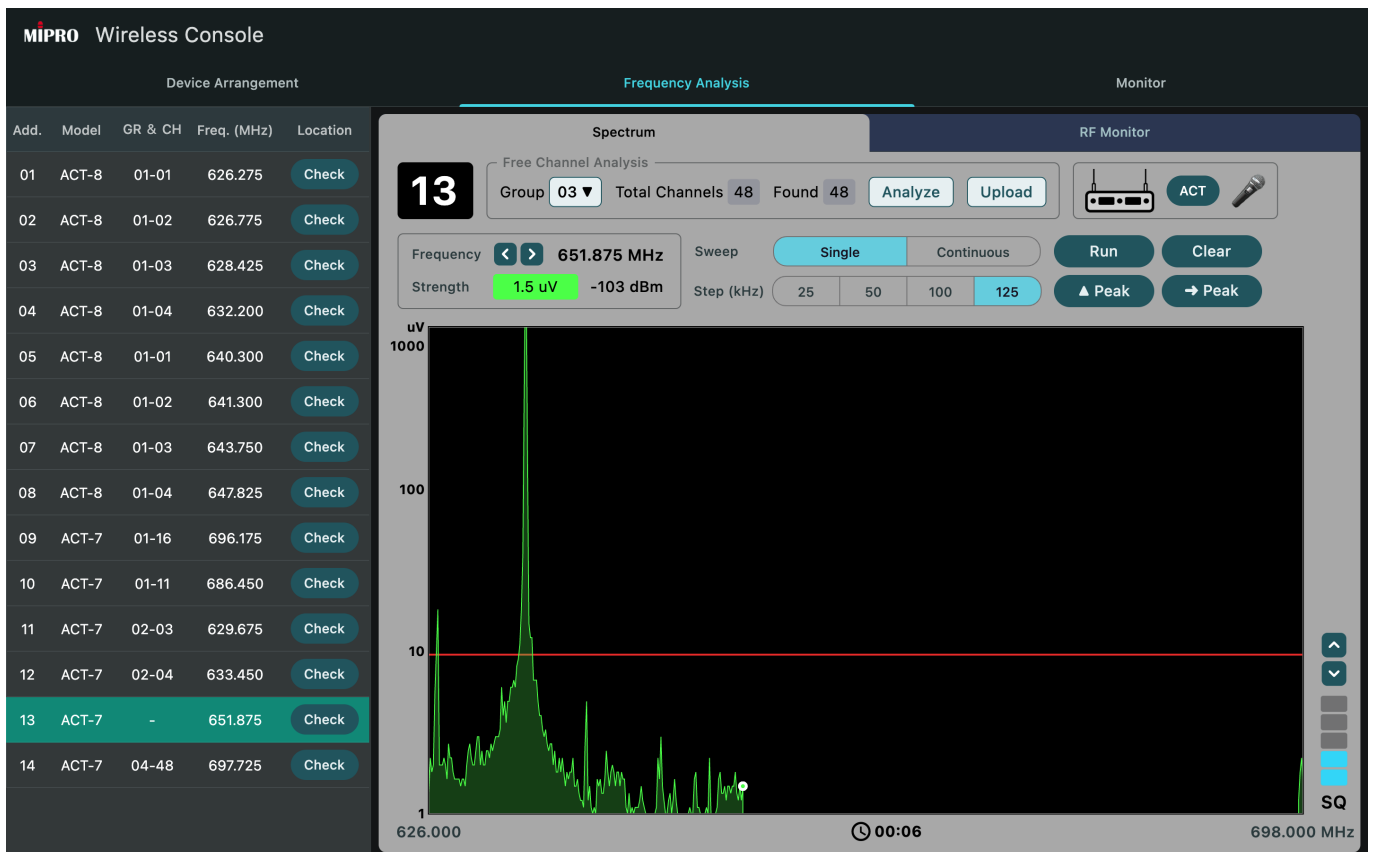 MIPRO Wireless Console
Device Arrangement Frequency Analysis Monitor
Add. Model GR & CH Freq. (MHz) Location
01 ACT-8 01-01 626.275 Check
02 ACT-8 01-02 626.775 Check
03 ACT-8 01-03 628.425 Check
04 ACT-8 01-04 632.200 Check
05 ACT-8 01-01 640.300 Check
06 ACT-8 01-02 641.300 Check
07 ACT-8 01-03 643.750 Check
08 ACT-8 01-04 647.825 Check
09 ACT-7 01-16 696.175 Check
10 ACT-7 01-11 686.450 Check
11 ACT-7 02-03 629.675 Check
12 ACT-7 02-04 633.450 Check
13 ACT-7 - 651.875 Check
14 ACT-7 04-48 697.725 Check
Spectrum RF Monitor
13
Free Channel Analysis
Group 03 ▼ Total Channels 48 Found 48 Analyze Upload
ACT
Frequency < > 651.875 MHz
Strength 1.5 uV -103 dBm
Sweep Single Continuous Run Clear
Step (kHz) 25 50 100 125 ▲ Peak ➜ Peak
uV
1000
100
10
1
SQ
626.000 00:06 698.000 MHz